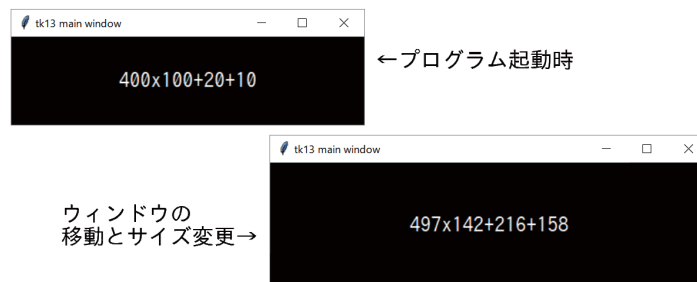 tk13 main window
400x100+20+10
←プログラム起動時
tk13 main window
497x142+216+158
ウィンドウの
移動とサイズ変更→